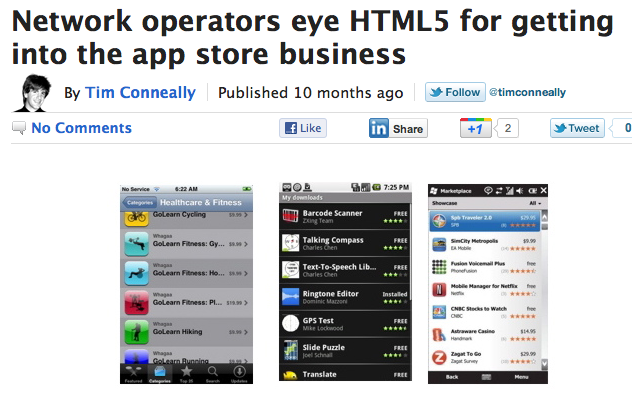 Network operators eye HTML5 for getting
into the app store business
By Tim Conneally Published 10 months ago Follow @timconneally
No Comments Like in Share +1 2 Tweet 0
No Service 6:22 AM
Categories Healthcare & Fitness
GoLearn Cycling $9.99
Whagaa
GoLearn Fitness: Gy... $9.99
Whagaa
GoLearn Fitness: Ho... $9.99
Whagaa
GoLearn Fitness: Pl... $19.99
Whagaa
GoLearn Hiking $9.99
Whagaa
GoLearn Running
Featured Categories Top 25 Search Updates
7:25 PM
My downloads
Barcode Scanner FREE
ZXing Team
Talking Compass FREE
Charles Chen
Text-To-Speech Lib... FREE
Charles Chen
Ringtone Editor Installed
Dominic Mazzoni
GPS Test FREE
Mike Lockwood
Slide Puzzle FREE
Joel Schnall
Translate FREE
Marketplace
Showcase All
Spb Traveler 2.0 $29.95
SPB
SimCity Metropolis $9.99
EA Mobile
Fusion Voicemail Plus free
PhoneFusion
Mobile Manager for Netflix free
Netflix
CNBC Stocks to Watch free
CNBC
Astraware Casino $14.95
Handmark
Zagat To Go $29.99
Zagat Survey
Back Menu